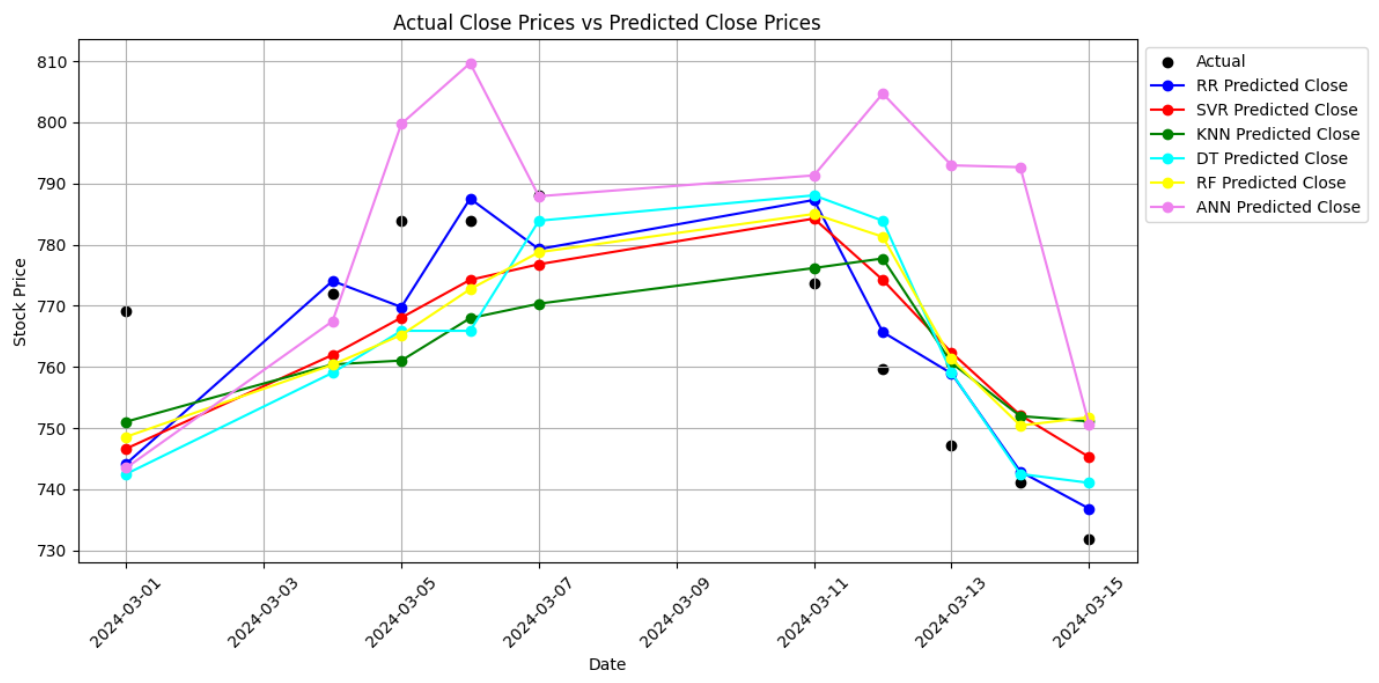 Actual Close Prices vs Predicted Close Prices
810
800
790
780
770
760
750
740
730
Stock Price
2024-03-01
2024-03-03
2024-03-05
2024-03-07
2024-03-09
2024-03-11
2024-03-13
2024-03-15
Date
Actual
RR Predicted Close
SVR Predicted Close
KNN Predicted Close
DT Predicted Close
RF Predicted Close
ANN Predicted Close